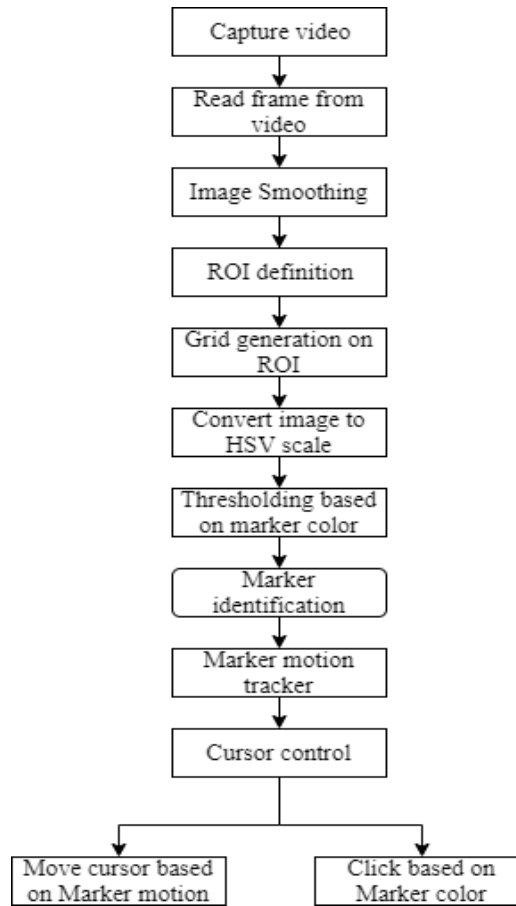 Capture video
Read frame from
video
Image Smoothing
ROI definition
Grid generation on
ROI
Convert image to
HSV scale
Thresholding based
on marker color
Marker
identification
Marker motion
tracker
Cursor control
Move cursor based
on Marker motion
Click based on
Marker color